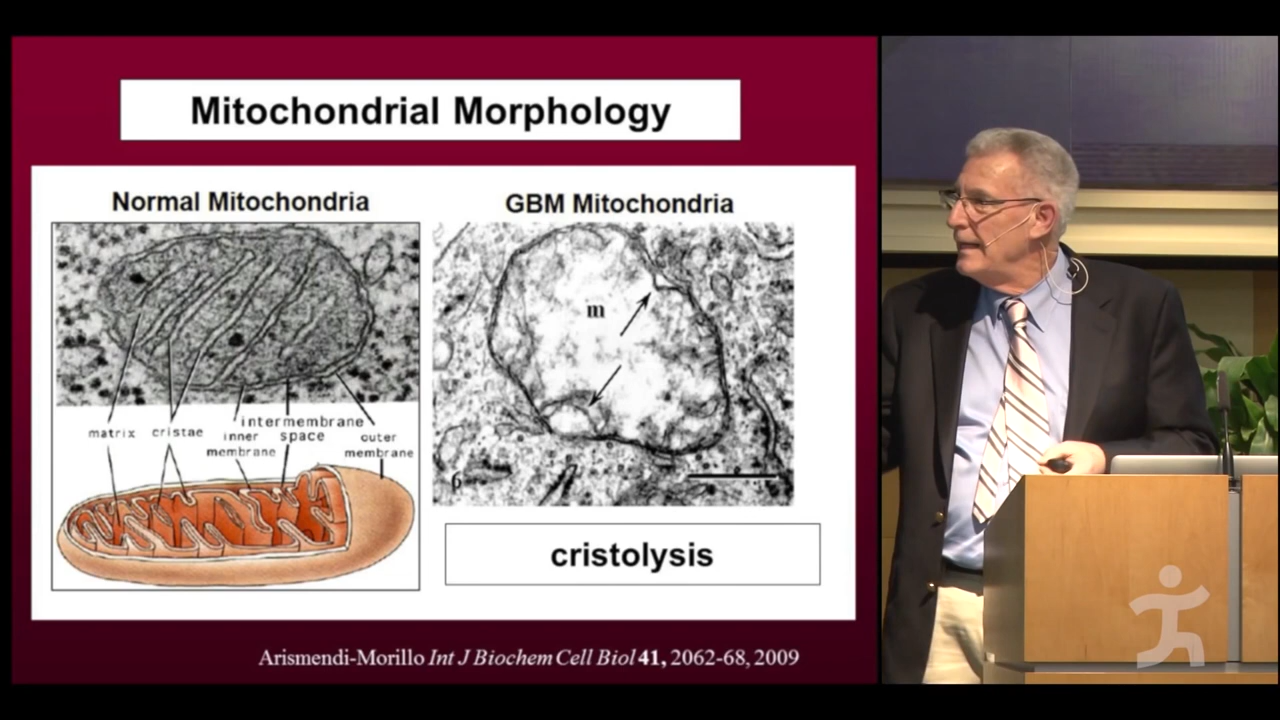 Mitochondrial Morphology
Normal Mitochondria
GBM Mitochondria
m
6
matrix
cristae
intermembrane
space
inner
membrane
outer
membrane
cristolysis
Arismendi-Morillo Int J Biochem Cell Biol 41, 2062-68, 2009